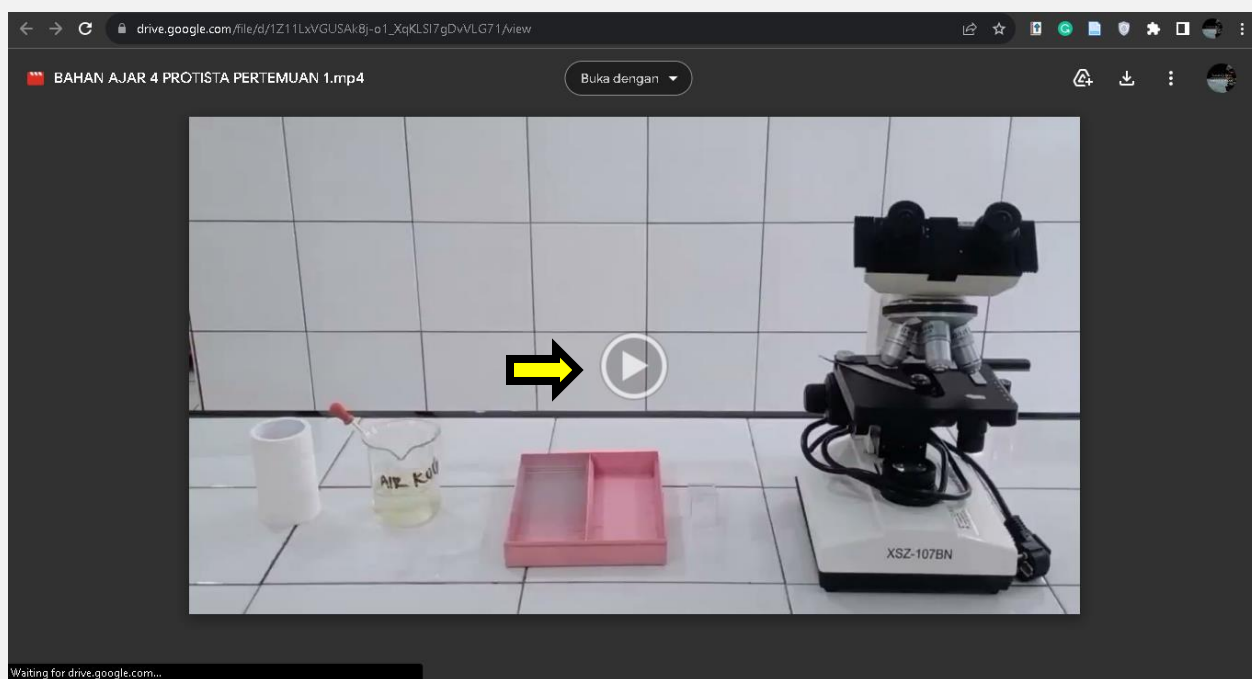 drive.google.com/file/d/1Z11LxVGUSAk8j-o1_XqKLSI7gDvVLG71/view
BAHAN AJAR 4 PROTISTA PERTEMUAN 1.mp4
Buka dengan
AIR
XSZ-107BN
Waiting for drive.google.com...